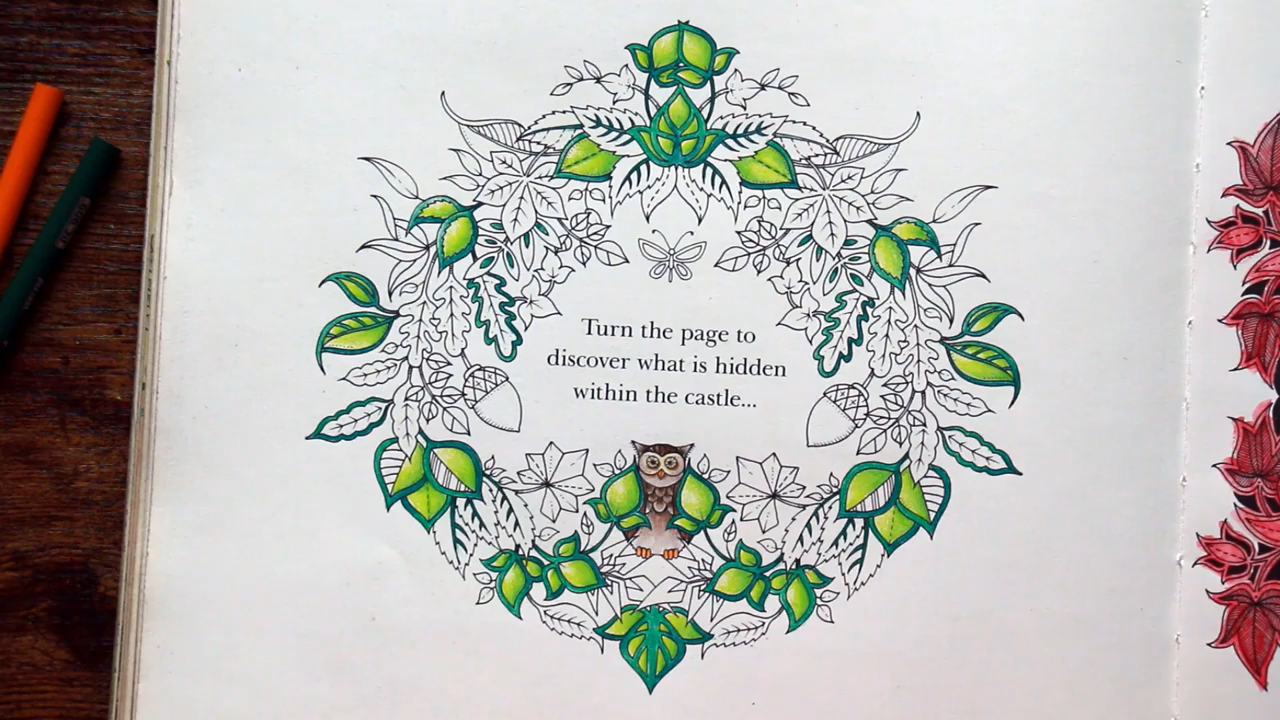 Turn the page to
discover what is hidden
within the castle...